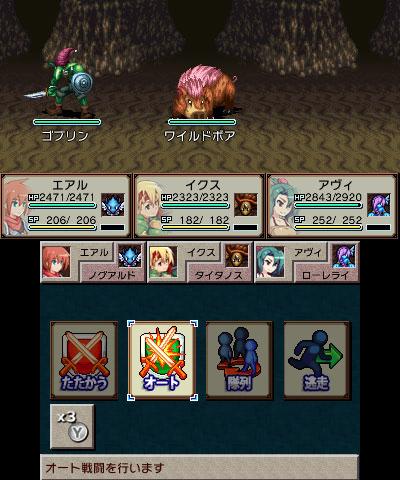 ゴブリン
ワイルドボア
エアル
HP2471/2471
SP 206/ 206
イクス
HP2323/2323
SP 182/ 182
アヴィ
HP2843/2920
SP 252/ 252
エアル
ノグアルド
イクス
タイタノス
アヴィ
ローレライ
たたかう
オート
隊列
逃走
x3
Y
オート戦闘を行います